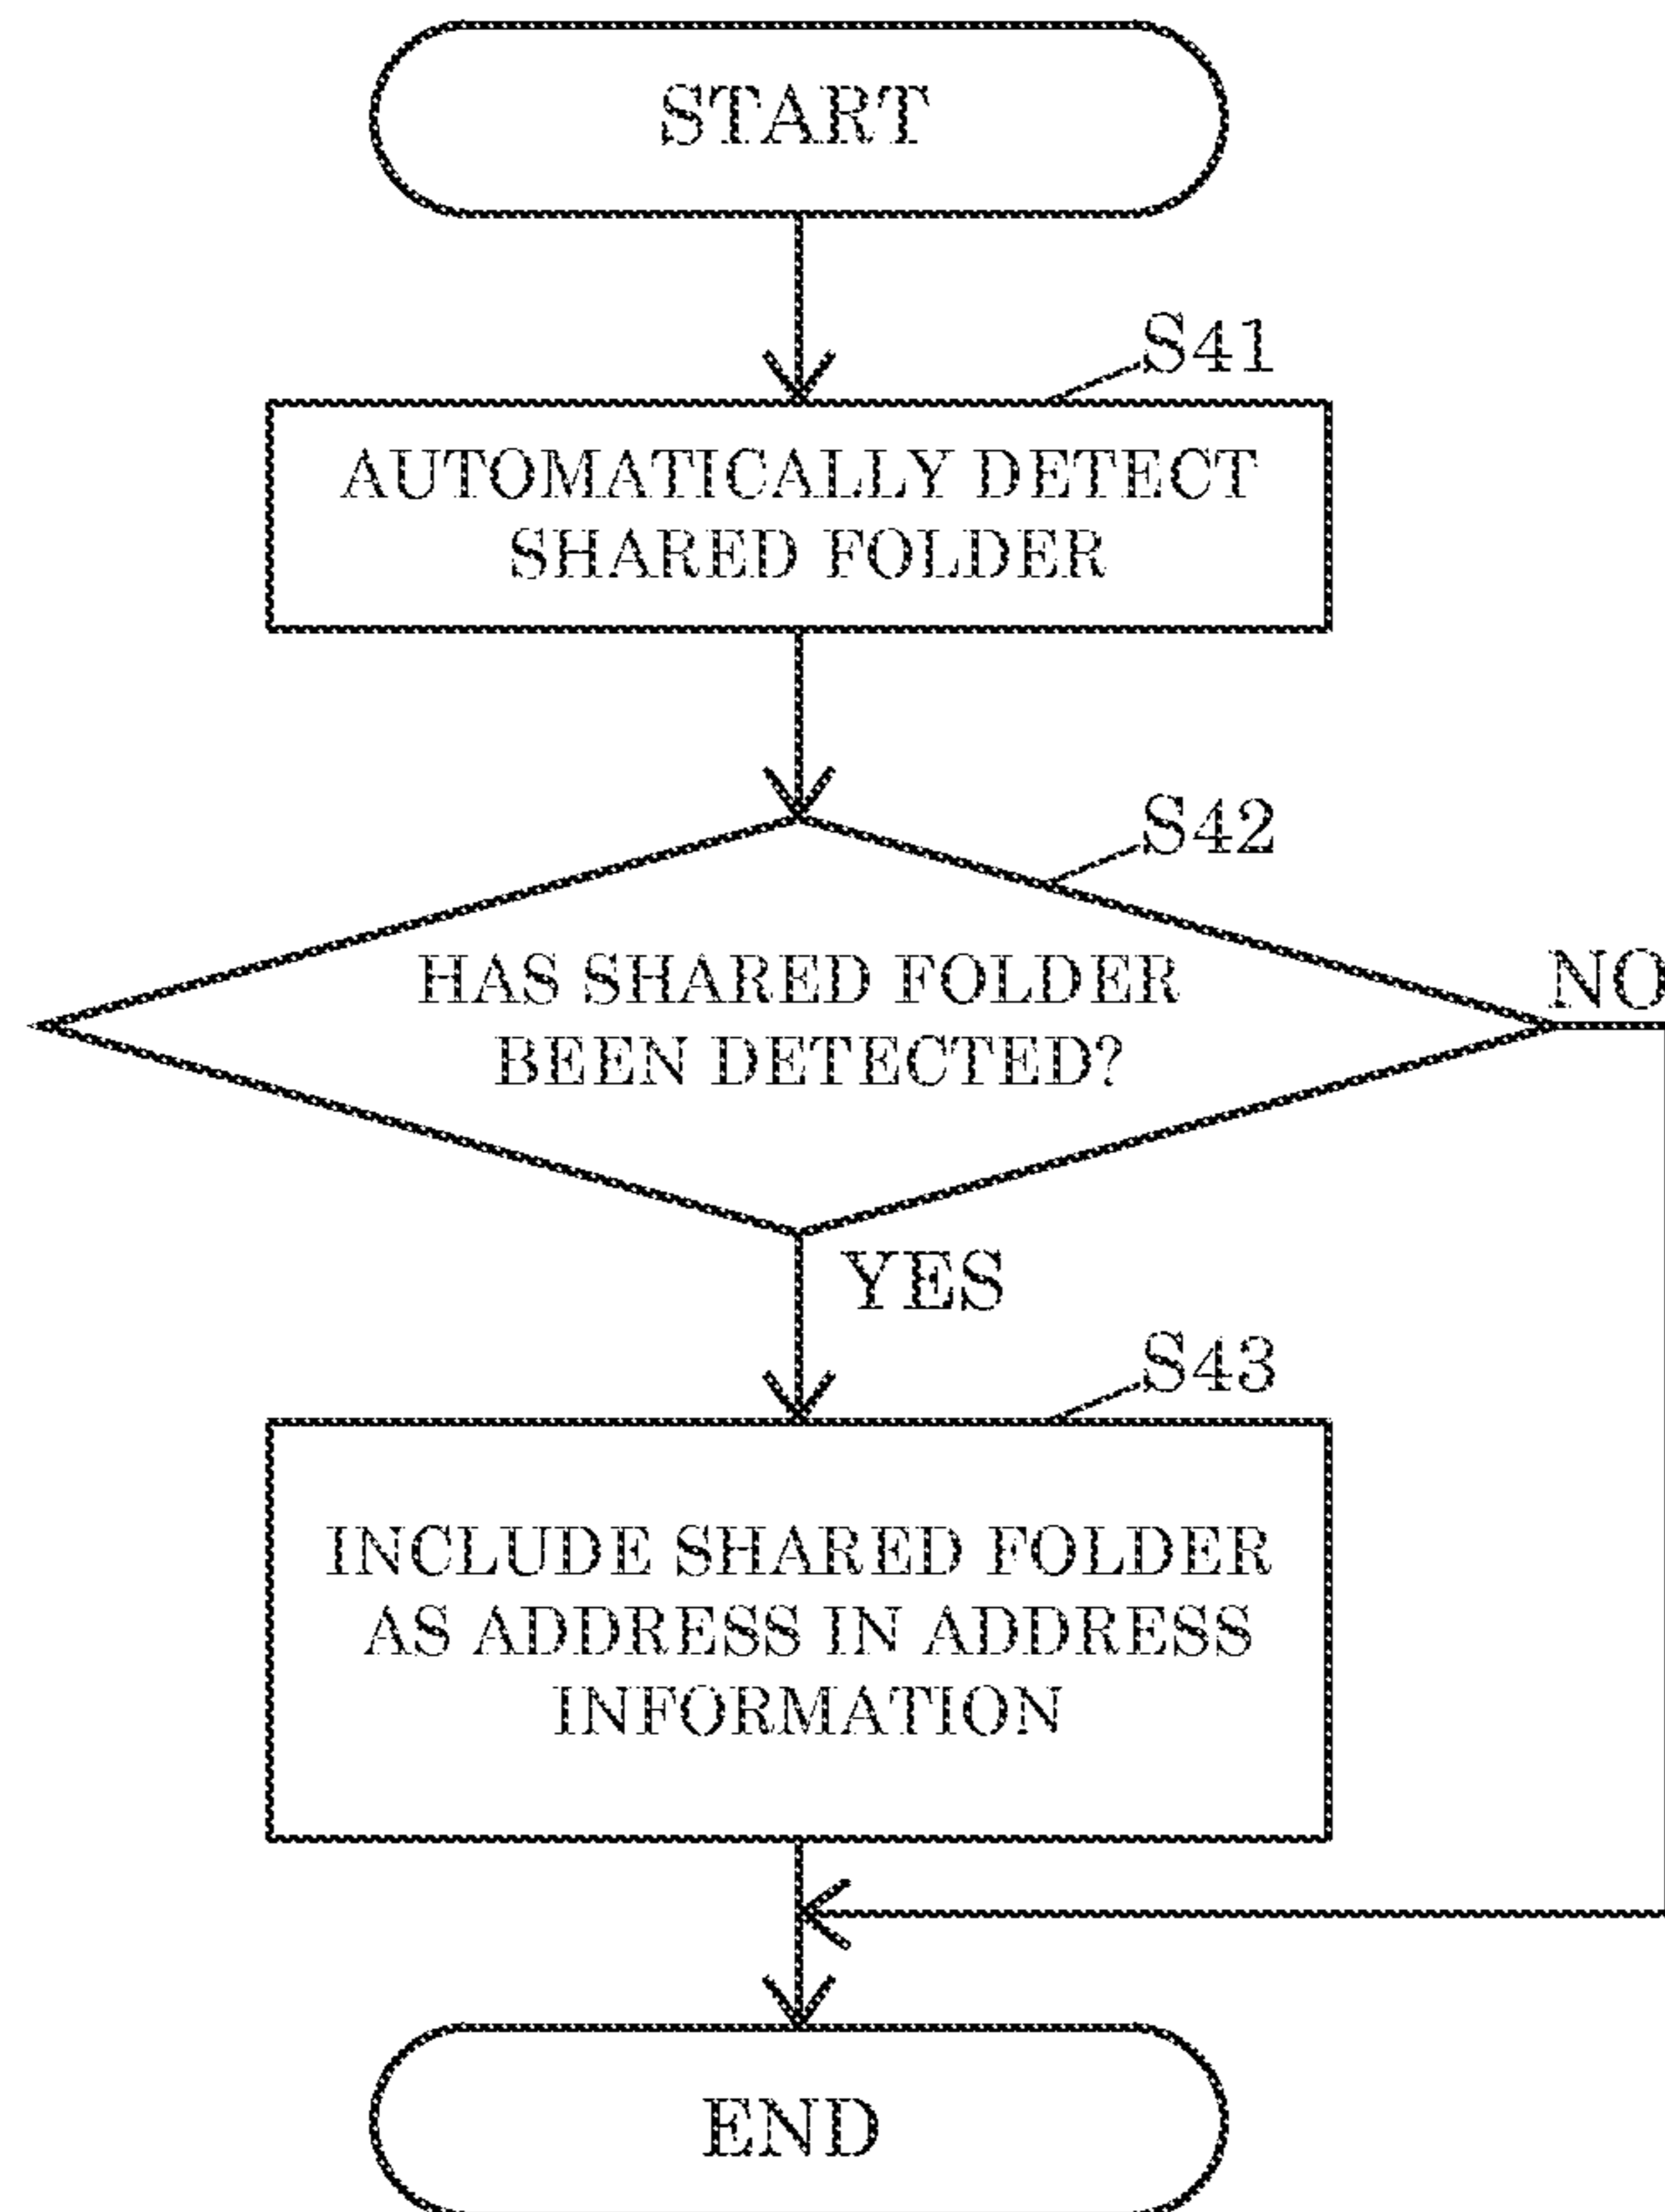 START
S41
AUTOMATICALLY DETECT
SHARED FOLDER
S42
HAS SHARED FOLDER
BEEN DETECTED?
NO
YES
S43
INCLUDE SHARED FOLDER
AS ADDRESS IN ADDRESS
INFORMATION
END